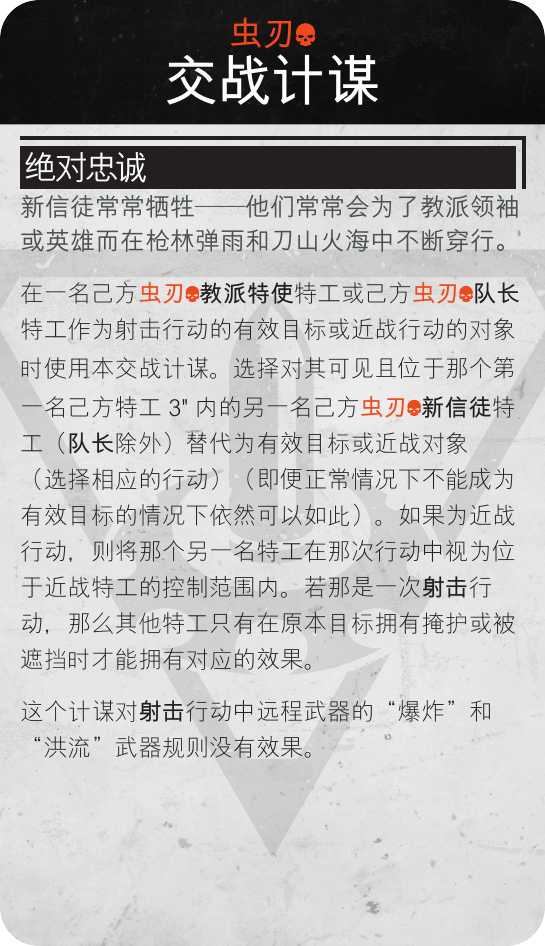 虫刃
交战计谋
绝对忠诚
新信徒常常牺牲——他们常常会为了教派领袖
或英雄而在枪林弹雨和刀山火海中不断穿行。
在一名己方虫刃教派特使特工或己方虫刃队长
特工作为射击行动的有效目标或近战行动的对象
时使用本交战计谋。选择对其可见且位于那个第
一名己方特工 3" 内的另一名己方虫刃新信徒特
工（队长除外）替代为有效目标或近战对象
（选择相应的行动）（即便正常情况下不能成为
有效目标的情况下依然可以如此）。如果为近战
行动，则将那个另一名特工在那次行动中视为位
于近战特工的控制范围内。若那是一次射击行
动，那么其他特工只有在原本目标拥有掩护或被
遮挡时才能拥有对应的效果。
这个计谋对射击行动中远程武器的“爆炸”和
“洪流”武器规则没有效果。